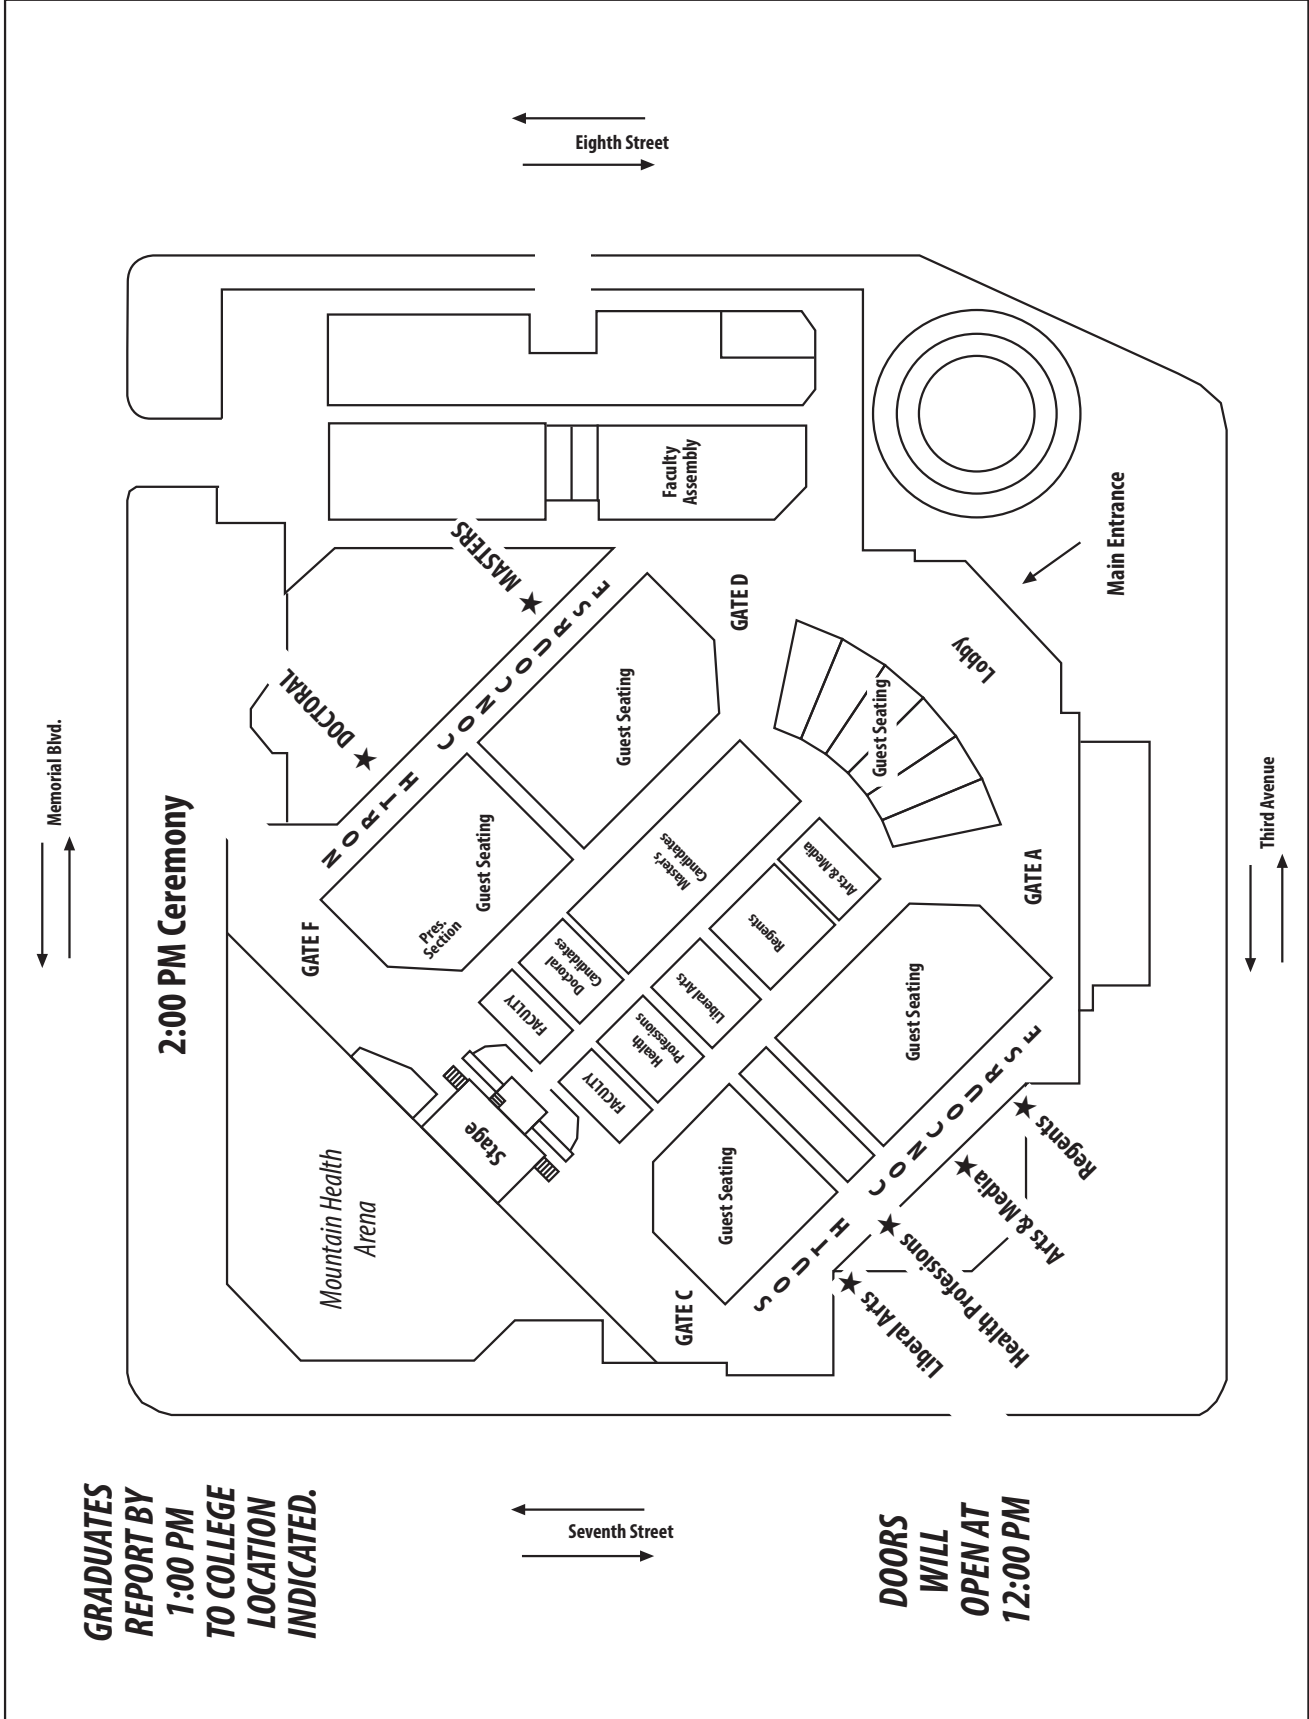 GRADUATES
REPORT BY
1:00 PM
TO COLLEGE
LOCATION
INDICATED.
Memorial Blvd.
2:00 PM Ceremony
Mountain Health
Arena
GATE F
DOCTORAL
MASTERS
NORTH CONCOURSE
Pres.
Section
Guest Seating
Guest Seating
Stage
FACULTY
Doctoral
Candidates
Master's
Candidates
FACULTY
Health
Professions
Liberal Arts
Regents
Arts & Media
Faculty
Assembly
GATE D
Guest Seating
Lobby
Main Entrance
GATE C
Guest Seating
Guest Seating
GATE A
SOUTH CONCOURSE
Liberal Arts
Health Professions
Arts & Media
Regents
Seventh Street
Eighth Street
Third Avenue
DOORS
WILL
OPEN AT
12:00 PM